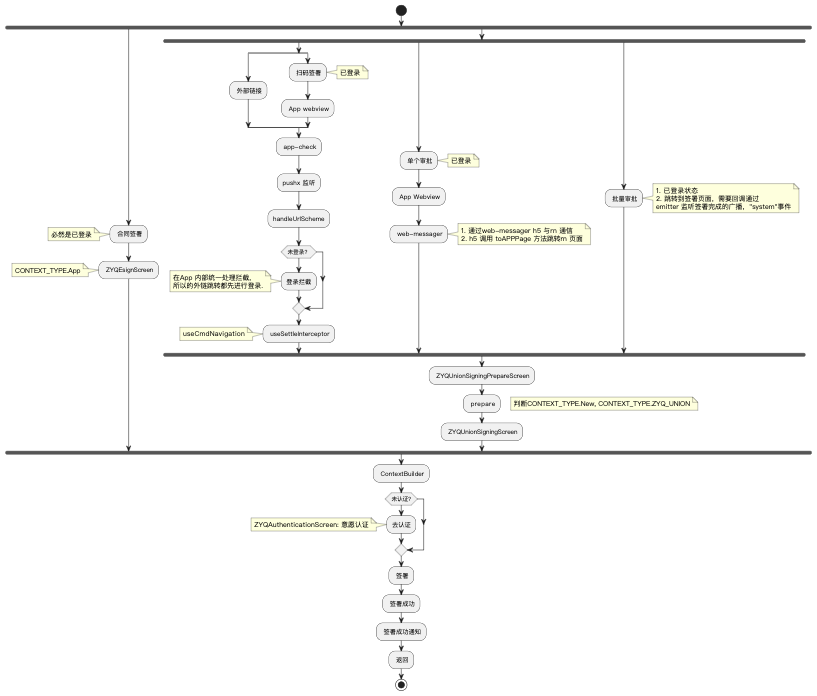 扫码签署
已登录
外部链接
App webview
app-check
单个审批
已登录
pushx 监听
App Webview
批量审批
1. 已登录状态
2. 跳转到签署页面，需要回调通过
emitter 监听签署完成的广播，"system"事件
handleUrlScheme
必然是已登录
合同签署
web-messager
1. 通过web-messager h5 与rn 通信
2. h5 调用 toAPPPage 方法跳转rn 页面
未登录?
CONTEXT_TYPE.App
ZYQEsignScreen
在App 内部统一处理拦截,
所以的外链跳转都先进行登录.
登录拦截
useCmdNavigation
useSettleInterceptor
ZYQUnionSigningPrepareScreen
prepare
判断CONTEXT_TYPE.New, CONTEXT_TYPE.ZYQ_UNION
ZYQUnionSigningScreen
ContextBuilder
未认证?
ZYQAuthenticationScreen: 意愿认证
去认证
签署
签署成功
签署成功通知
返回